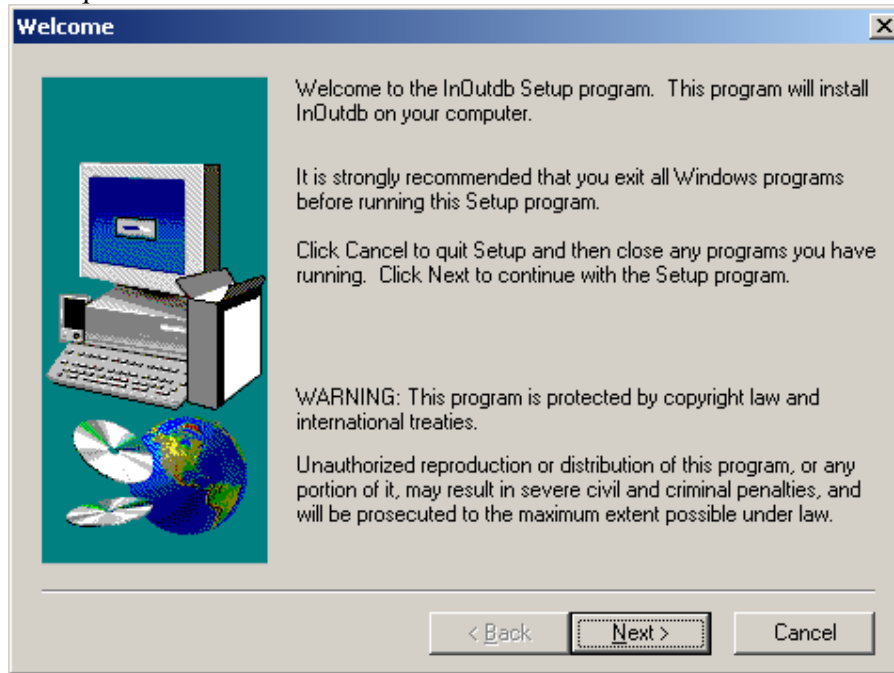 Welcome
Welcome to the InOutdb Setup program.  This program will install
InOutdb on your computer.
It is strongly recommended that you exit all Windows programs
before running this Setup program.
Click Cancel to quit Setup and then close any programs you have
running.  Click Next to continue with the Setup program.
WARNING: This program is protected by copyright law and
international treaties.
Unauthorized reproduction or distribution of this program, or any
portion of it, may result in severe civil and criminal penalties, and
will be prosecuted to the maximum extent possible under law.
< Back
Next >
Cancel